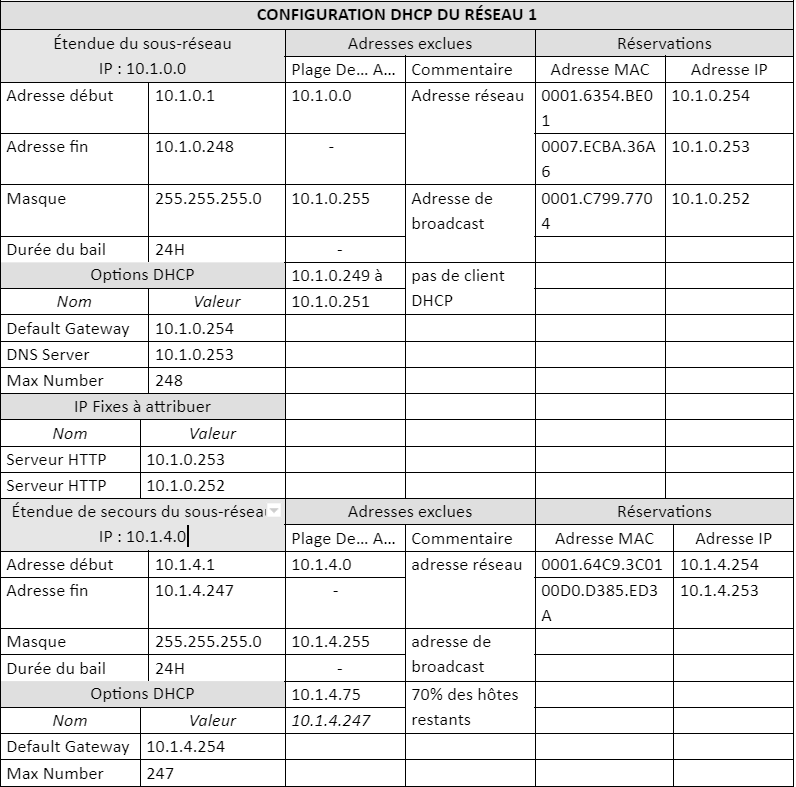 CONFIGURATION DHCP DU RÉSEAU 1
Étendue du sous-réseau
IP : 10.1.0.0
Adresses exclues
Réservations
Plage De... A...
Commentaire
Adresse MAC
Adresse IP
Adresse début
10.1.0.1
10.1.0.0
Adresse réseau
0001.6354.BE0
1
10.1.0.254
Adresse fin
10.1.0.248
-
0007.ECBA.36A
6
10.1.0.253
Masque
255.255.255.0
10.1.0.255
Adresse de
broadcast
0001.C799.770
4
10.1.0.252
Durée du bail
24H
-
Options DHCP
10.1.0.249 à
pas de client
DHCP
Nom
Valeur
10.1.0.251
Default Gateway
10.1.0.254
DNS Server
10.1.0.253
Max Number
248
IP Fixes à attribuer
Nom
Valeur
Serveur HTTP
10.1.0.253
Serveur HTTP
10.1.0.252
Étendue de secours du sous-réseau
IP : 10.1.4.0
Adresses exclues
Réservations
Plage De... A...
Commentaire
Adresse MAC
Adresse IP
Adresse début
10.1.4.1
10.1.4.0
adresse réseau
0001.64C9.3C01
10.1.4.254
Adresse fin
10.1.4.247
-
00D0.D385.ED3
A
10.1.4.253
Masque
255.255.255.0
10.1.4.255
adresse de
broadcast
Durée du bail
24H
-
Options DHCP
10.1.4.75
70% des hôtes
restants
Nom
Valeur
10.1.4.247
Default Gateway
10.1.4.254
Max Number
247